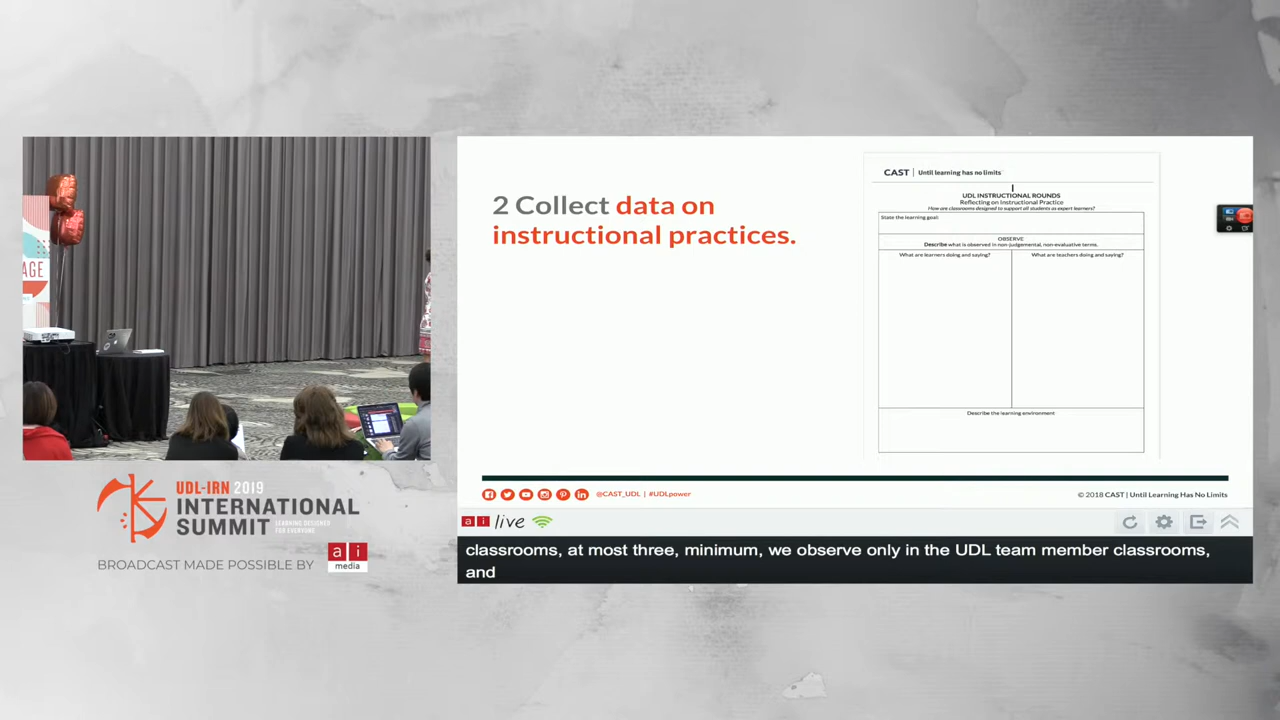 AGE
UDL-IRN 2019
INTERNATIONAL
SUMMIT
LEARNING DESIGNED
FOR EVERYONE
BROADCAST MADE POSSIBLE BY
ai
media
2 Collect data on
instructional practices.
CAST | Until learning has no limits
UDL INSTRUCTIONAL ROUNDS
Reflecting on Instructional Practice
How are classrooms designed to support all students as expert learners?
State the learning goal:
OBSERVE
Describe what is observed in non-judgemental, non-evaluative terms.
What are learners doing and saying?
What are teachers doing and saying?
Describe the learning environment
@CAST_UDL | #UDLpower
© 2018 CAST | Until Learning Has No Limits
ai live
classrooms, at most three, minimum, we observe only in the UDL team member classrooms,
and